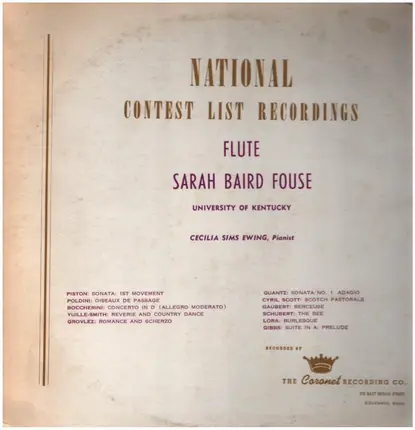 NATIONAL
CONTEST LIST RECORDINGS
FLUTE
SARAH BAIRD FOUSE
UNIVERSITY OF KENTUCKY
CECILIA SIMS EWING, Pianist
PISTON: SONATA: 1ST MOVEMENT
POLDINI: OISEAUX DE PASSAGE
BOCCHERINI: CONCERTO IN D (ALLEGRO MODERATO)
YUILLE-SMITH: REVERIE AND COUNTRY DANCE
GROVLEZ: ROMANCE AND SCHERZO
QUANTZ: SONATA NO. 1 ADAGIO
CYRIL SCOTT: SCOTCH PASTORALE
GAUBERT: BERCEUSE
SCHUBERT: THE BEE
LORA: BURLESQUE
GIBBS: SUITE IN A: PRELUDE
RECORDED BY
THE Coronet RECORDING CO.